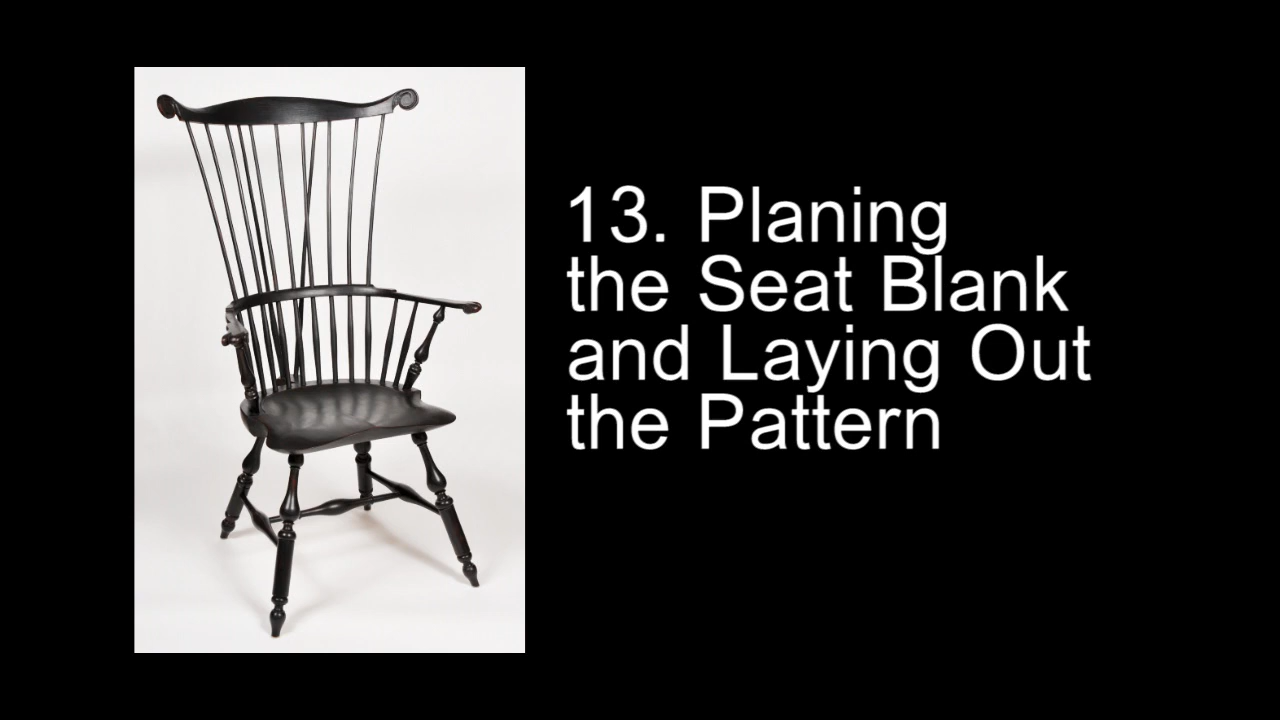 13. Planing
the Seat Blank
and Laying Out
the Pattern